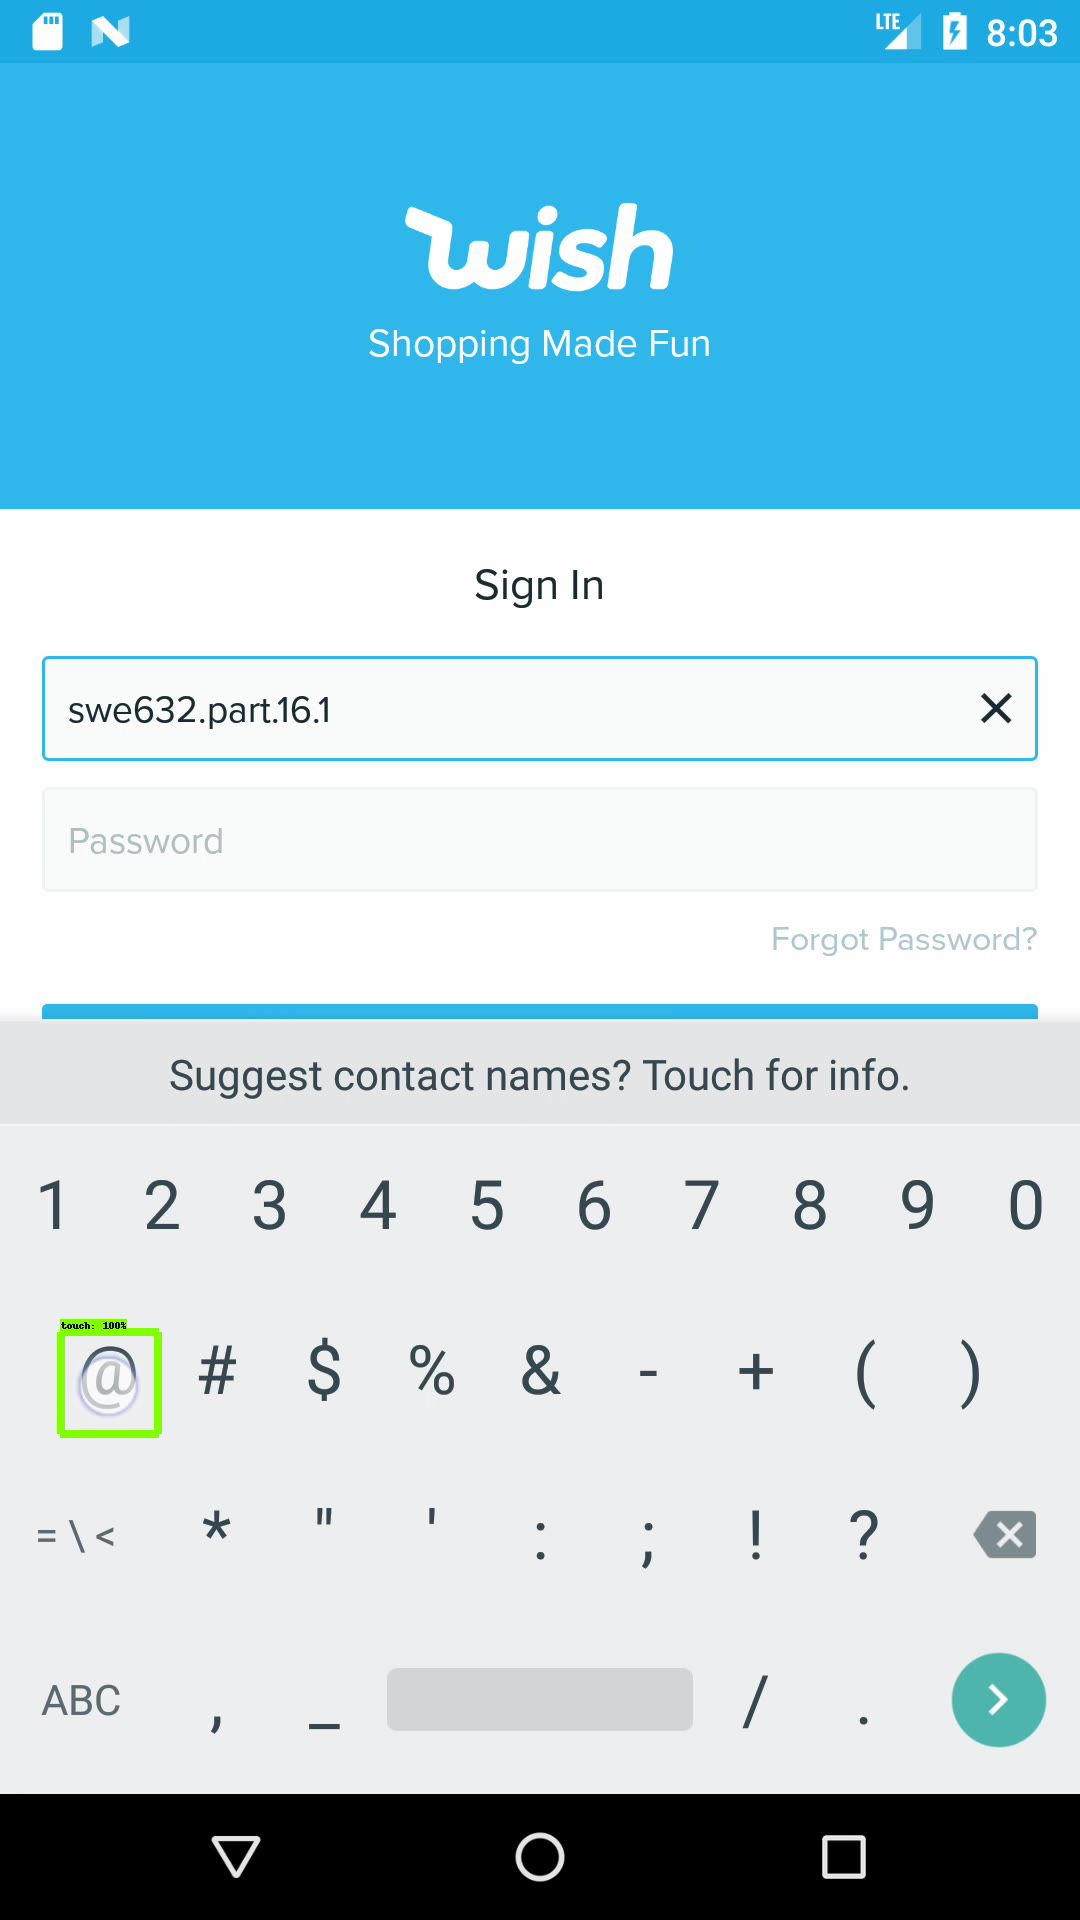 LTE 8:03
wish
Shopping Made Fun
Sign In
swe632.part.16.1
Password
Forgot Password?
Suggest contact names? Touch for info.
1 2 3 4 5 6 7 8 9 0
touch: 100%
@ # $ % & - + ( )
= \ < * " ' : ; ! ?
ABC , _ / .